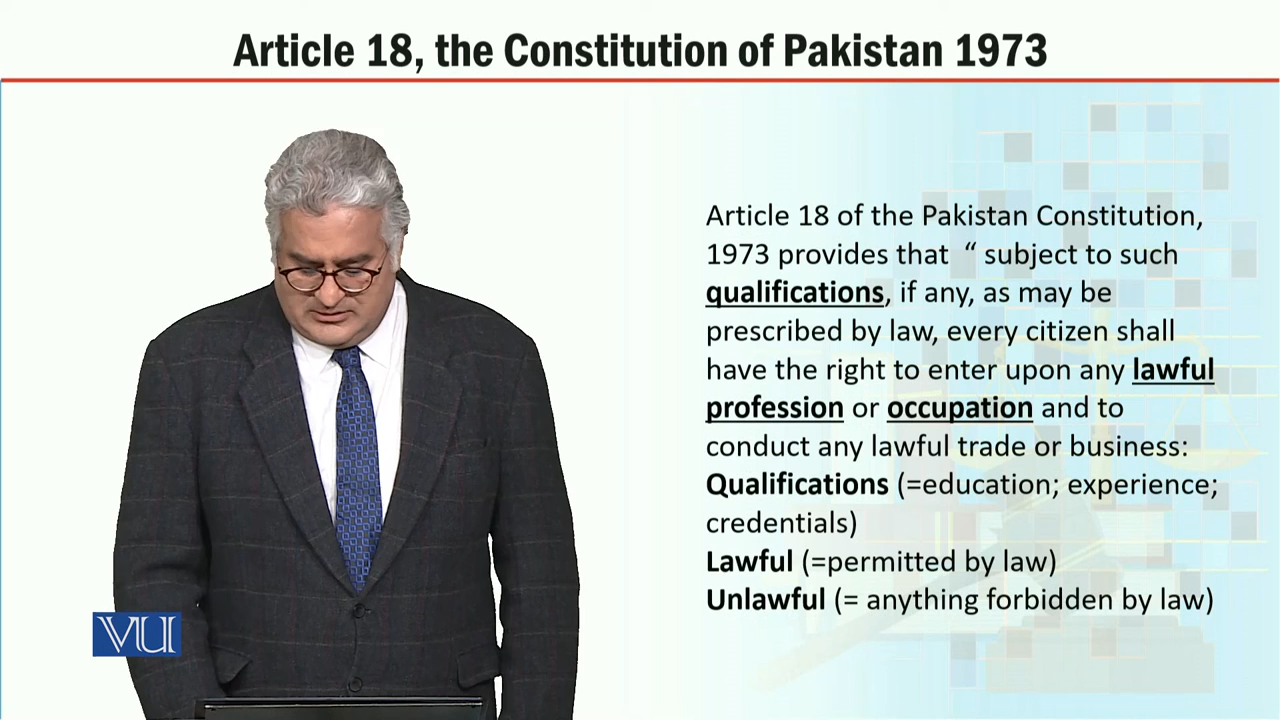 Article 18, the Constitution of Pakistan 1973
Article 18 of the Pakistan Constitution,
1973 provides that “ subject to such
qualifications, if any, as may be
prescribed by law, every citizen shall
have the right to enter upon any lawful
profession or occupation and to
conduct any lawful trade or business:
Qualifications (=education; experience;
credentials)
Lawful (=permitted by law)
Unlawful (= anything forbidden by law)
VU